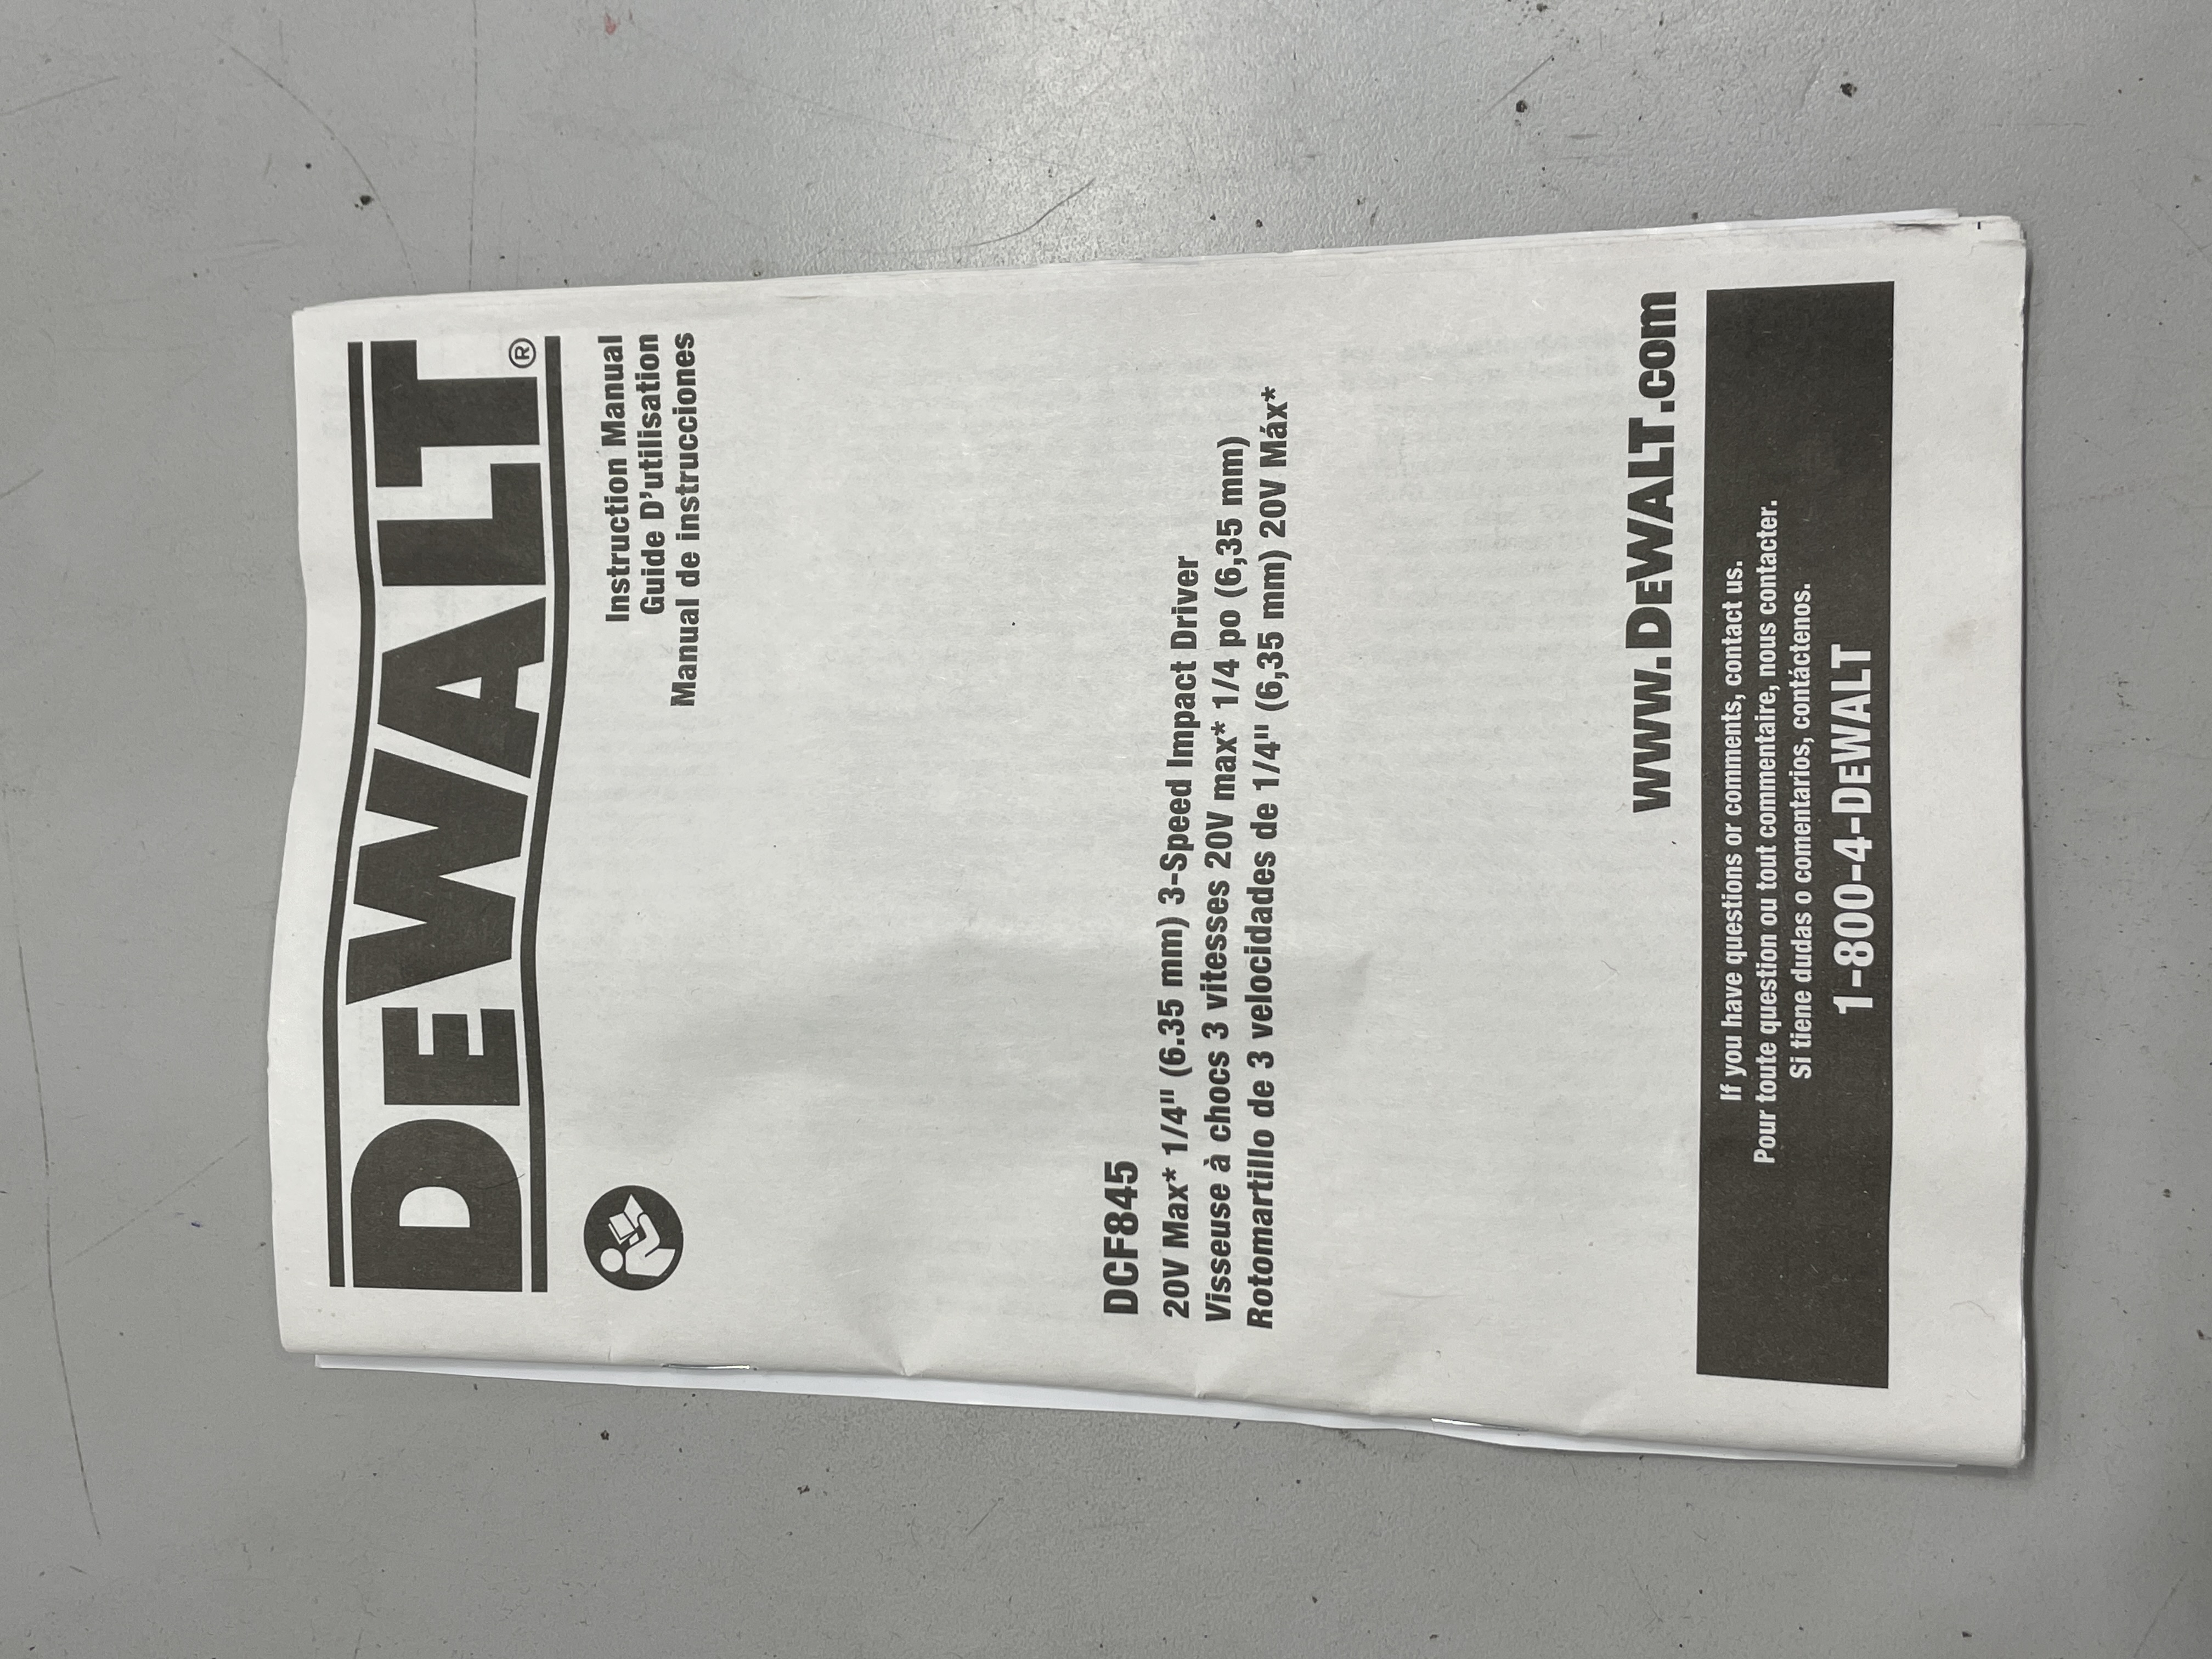 DEWALT®
Instruction Manual
Guide D'utilisation
Manual de instrucciones
DCF845
20V Max* 1/4" (6.35 mm) 3-Speed Impact Driver
Visseuse à chocs 3 vitesses 20V max* 1/4 po (6,35 mm)
Rotomartillo de 3 velocidades de 1/4" (6,35 mm) 20V Máx*
www.DEWALT.com
If you have questions or comments, contact us.
Pour toute question ou tout commentaire, nous contacter.
Si tiene dudas o comentarios, contáctenos.
1-800-4-DEWALT